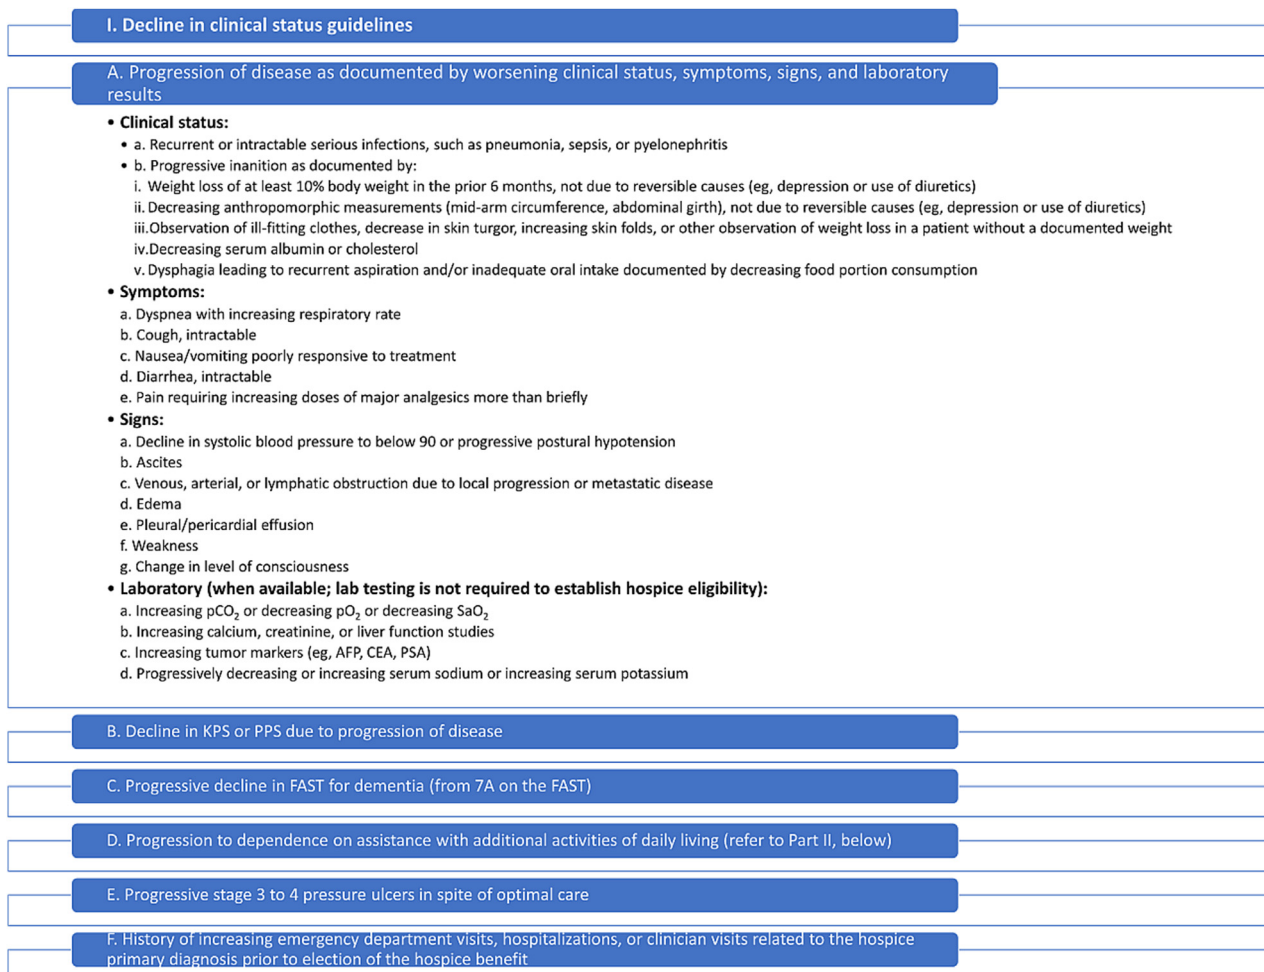 I. Decline in clinical status guidelines
A. Progression of disease as documented by worsening clinical status, symptoms, signs, and laboratory
results
• Clinical status:
• a. Recurrent or intractable serious infections, such as pneumonia, sepsis, or pyelonephritis
• b. Progressive inanition as documented by:
i. Weight loss of at least 10% body weight in the prior 6 months, not due to reversible causes (eg, depression or use of diuretics)
ii. Decreasing anthropomorphic measurements (mid-arm circumference, abdominal girth), not due to reversible causes (eg, depression or use of diuretics)
iii.Observation of ill-fitting clothes, decrease in skin turgor, increasing skin folds, or other observation of weight loss in a patient without a documented weight
iv.Decreasing serum albumin or cholesterol
v. Dysphagia leading to recurrent aspiration and/or inadequate oral intake documented by decreasing food portion consumption
• Symptoms:
a. Dyspnea with increasing respiratory rate
b. Cough, intractable
c. Nausea/vomiting poorly responsive to treatment
d. Diarrhea, intractable
e. Pain requiring increasing doses of major analgesics more than briefly
• Signs:
a. Decline in systolic blood pressure to below 90 or progressive postural hypotension
b. Ascites
c. Venous, arterial, or lymphatic obstruction due to local progression or metastatic disease
d. Edema
e. Pleural/pericardial effusion
f. Weakness
g. Change in level of consciousness
• Laboratory (when available; lab testing is not required to establish hospice eligibility):
a. Increasing pCO₂ or decreasing pO₂ or decreasing SaO₂
b. Increasing calcium, creatinine, or liver function studies
c. Increasing tumor markers (eg, AFP, CEA, PSA)
d. Progressively decreasing or increasing serum sodium or increasing serum potassium
B. Decline in KPS or PPS due to progression of disease
C. Progressive decline in FAST for dementia (from 7A on the FAST)
D. Progression to dependence on assistance with additional activities of daily living (refer to Part II, below)
E. Progressive stage 3 to 4 pressure ulcers in spite of optimal care
F. History of increasing emergency department visits, hospitalizations, or clinician visits related to the hospice
primary diagnosis prior to election of the hospice benefit